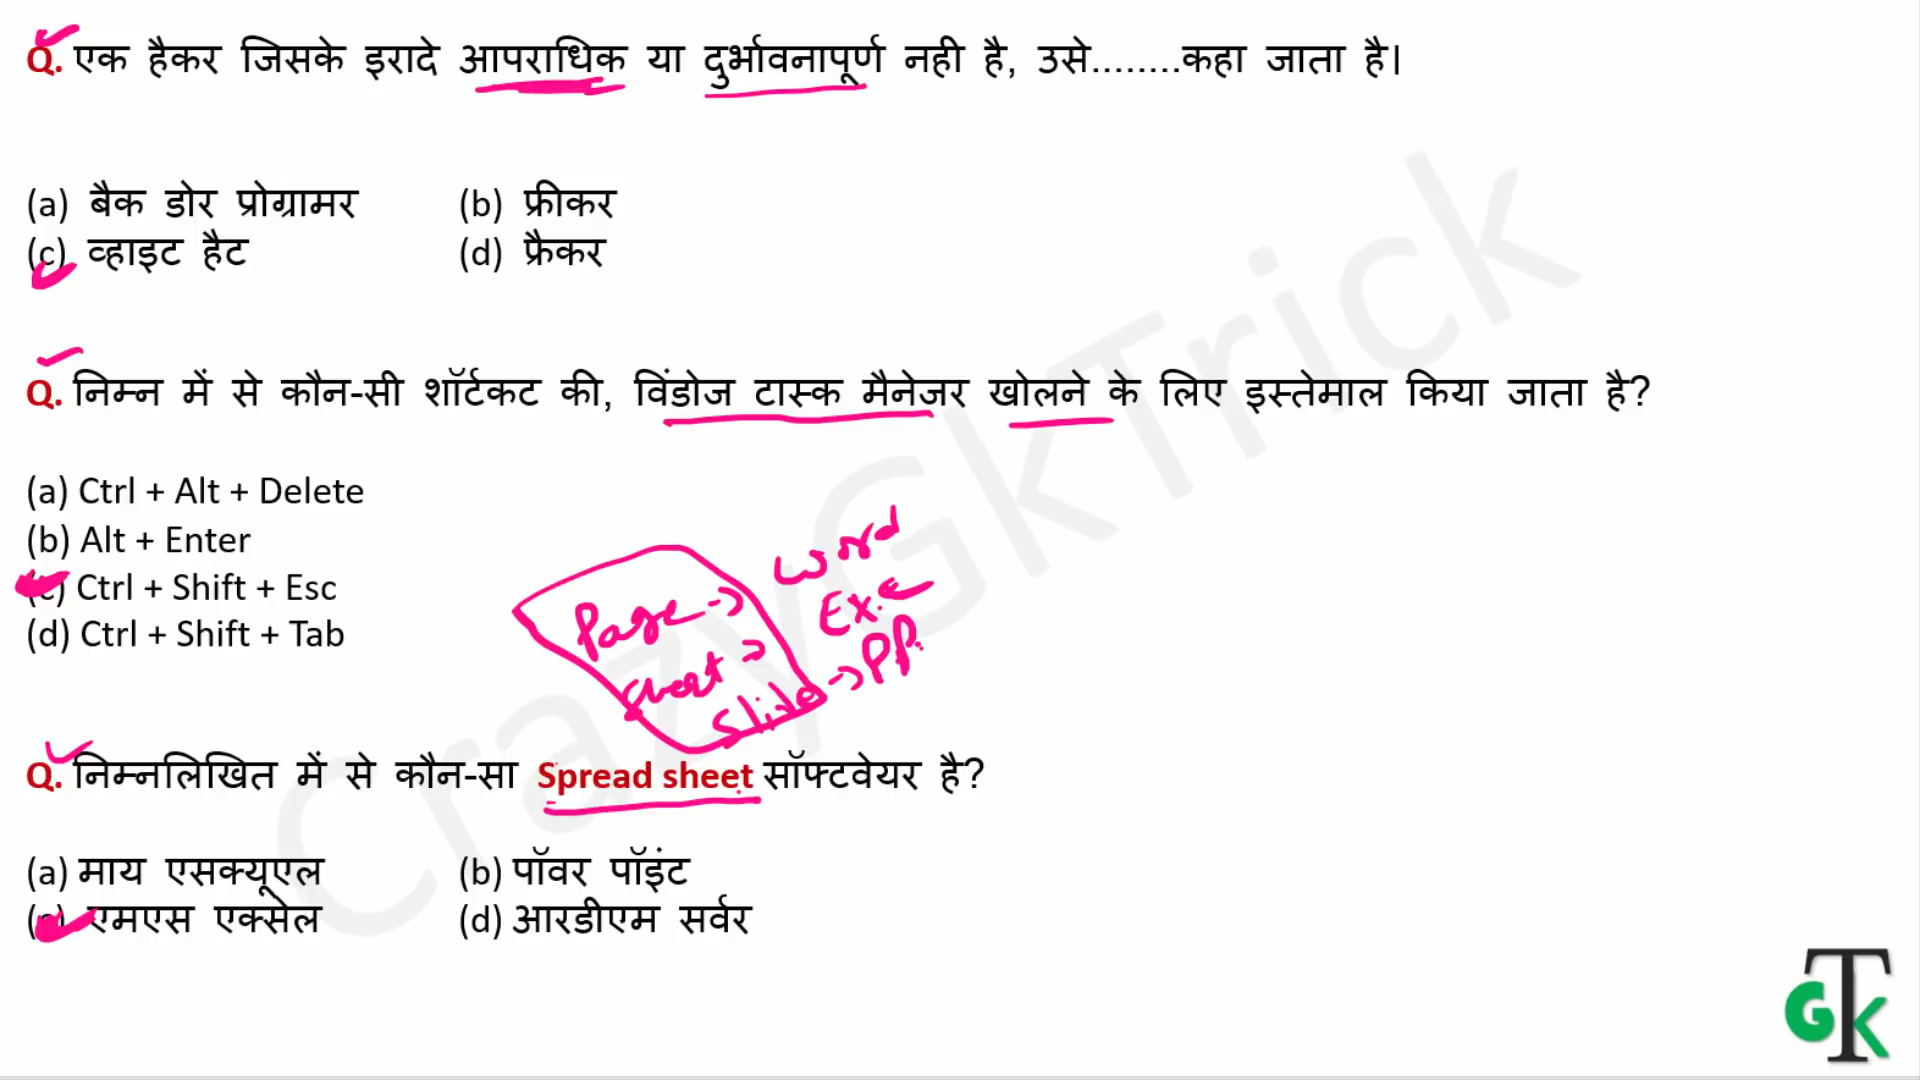 Q. एक हैकर जिसके इरादे आपराधिक या दुर्भावनापूर्ण नही है, उसे........कहा जाता है।
(a) बैक डोर प्रोग्रामर (b) फ्रीकर
(c) व्हाइट हैट (d) फ्रैकर
Q. निम्न में से कौन-सी शॉर्टकट की, विंडोज टास्क मैनेजर खोलने के लिए इस्तेमाल किया जाता है?
(a) Ctrl + Alt + Delete
(b) Alt + Enter
(c) Ctrl + Shift + Esc
(d) Ctrl + Shift + Tab
Page → Word
Sheet → Ex.
Slide → PP.
Q. निम्नलिखित में से कौन-सा Spread sheet सॉफ्टवेयर है?
(a) माय एसक्यूएल (b) पॉवर पॉइंट
(c) एमएस एक्सेल (d) आरडीएम सर्वर
CrazyGkTrick
GTK